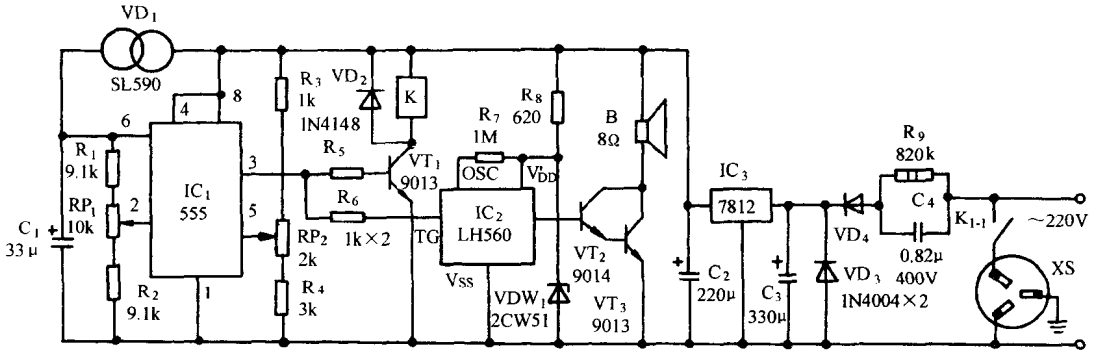 VD1
SL590
6
4
8
R1
9.1k
RP1
10k
2
C1
+
33μ
R2
9.1k
IC1
555
3
5
1
R3
1k
VD2
1N4148
K
R5
VT1
9013
R6
1k×2
RP2
2k
R4
3k
R7
1M
OSC
V'DD
R8
620
IC2
LH560
TG
VSS
VDW1
2CW51
B
8Ω
VT2
9014
VT3
9013
IC3
7812
+
C2
220μ
+
C3
330μ
VD4
VD3
1N4004×2
R9
820k
C4
0.82μ
400V
K1-1
~220V
XS